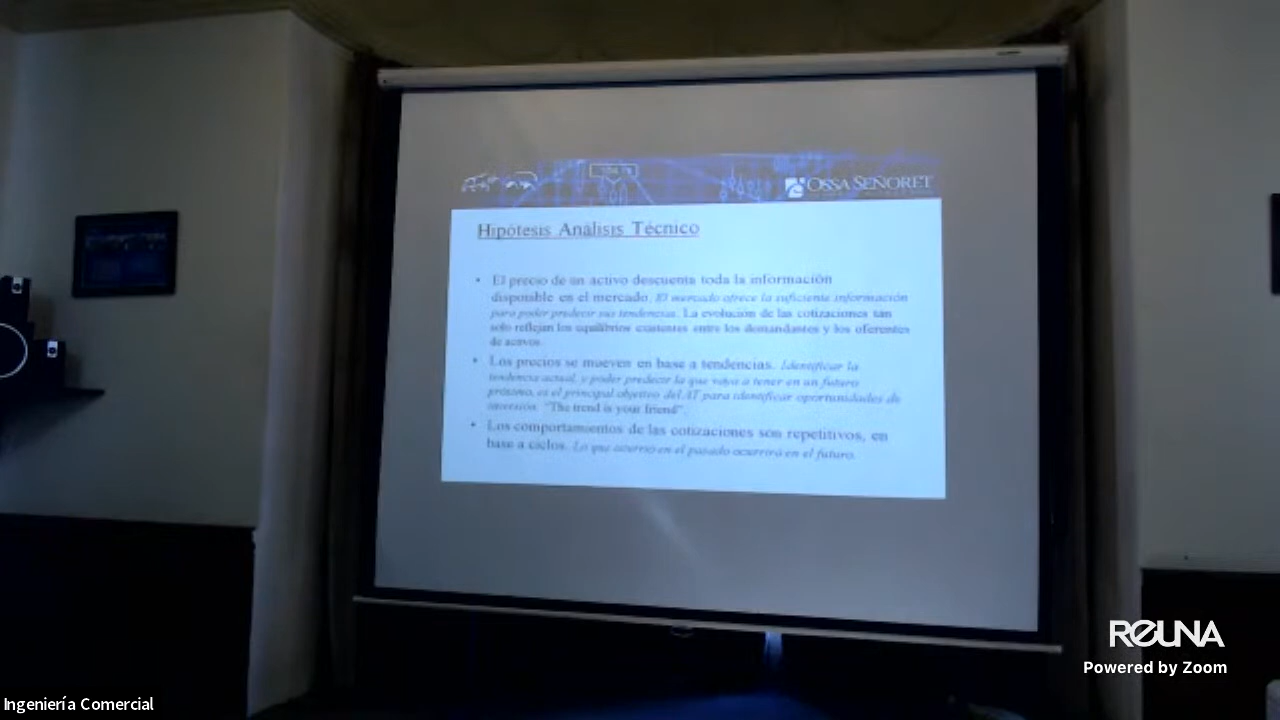 OSSA SEÑORET
Hipótesis Análisis Técnico
• El precio de un activo descuenta toda la información
disponible en el mercado. El mercado ofrece la suficiente información
para poder predecir sus tendencias. La evolución de las cotizaciones tan
solo reflejan los equilibrios existentes entre los demandantes y los oferentes
de activos.
• Los precios se mueven en base a tendencias. Identificar la
tendencia actual, y poder predecir la que vaya a tener en un futuro
próximo, es el principal objetivo del AT para identificar oportunidades de
inversión. "The trend is your friend".
• Los comportamientos de las cotizaciones son repetitivos, en
base a ciclos. Lo que ocurrió en el pasado ocurrirá en el futuro.
REUNA
Powered by Zoom
Ingeniería Comercial